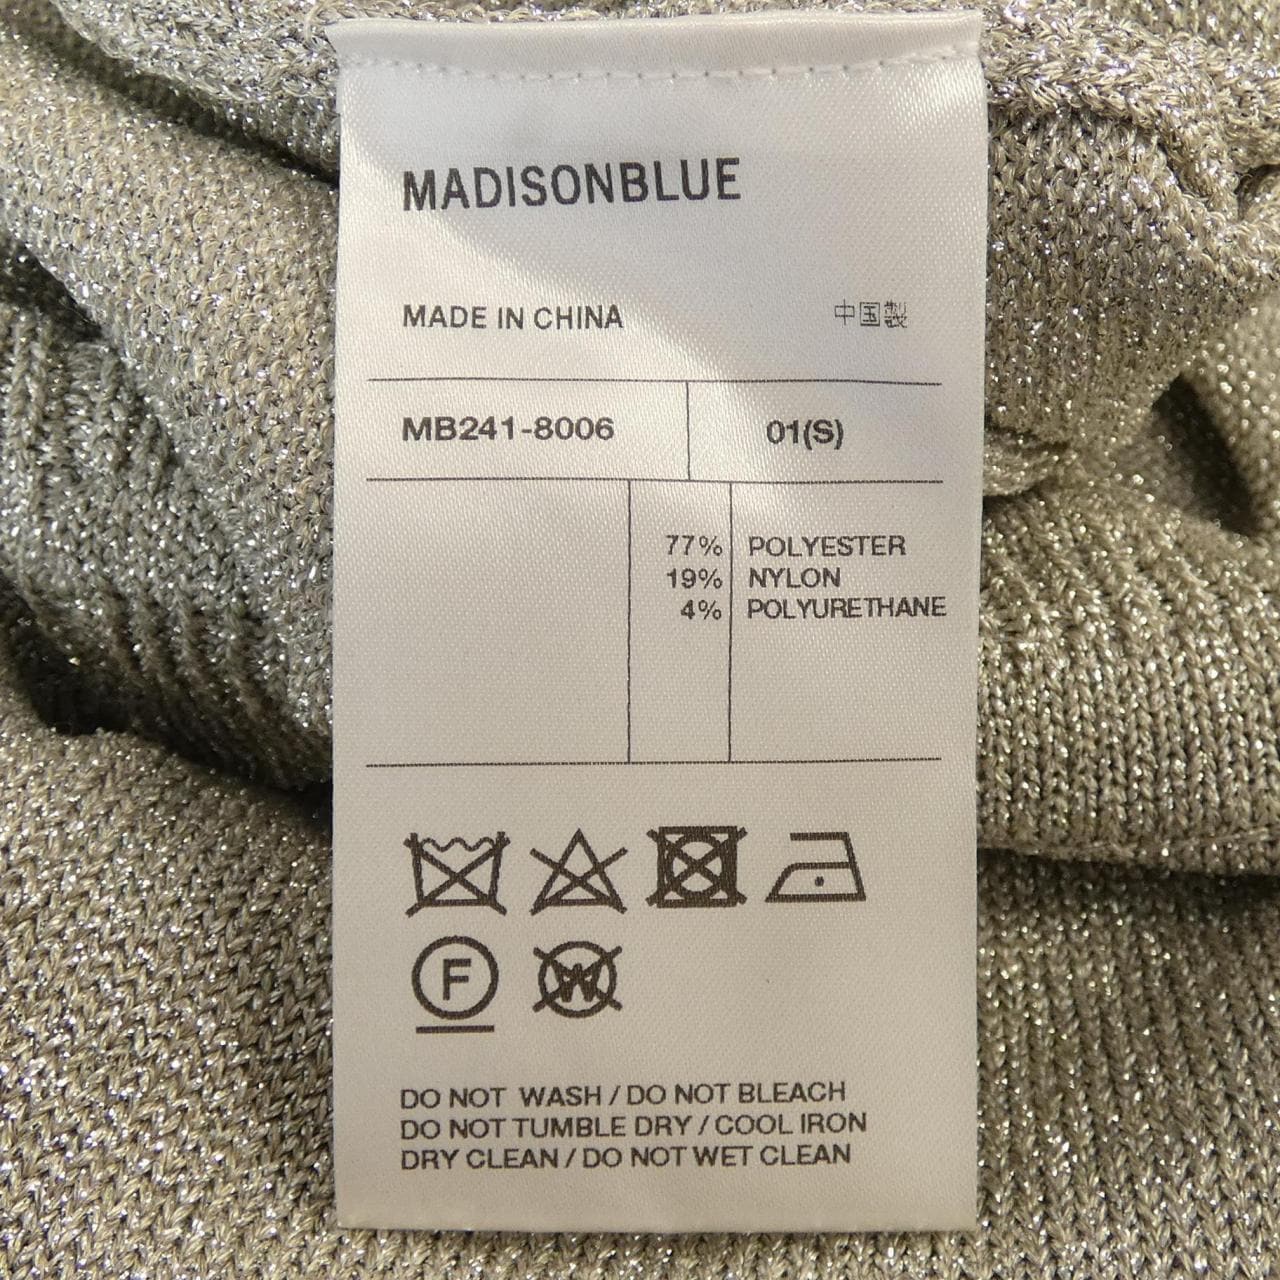 MADISONBLUE
MADE IN CHINA 中国製
MB241-8006 01(S)
77% POLYESTER
19% NYLON
4% POLYURETHANE
F W
DO NOT WASH / DO NOT BLEACH
DO NOT TUMBLE DRY / COOL IRON
DRY CLEAN / DO NOT WET CLEAN